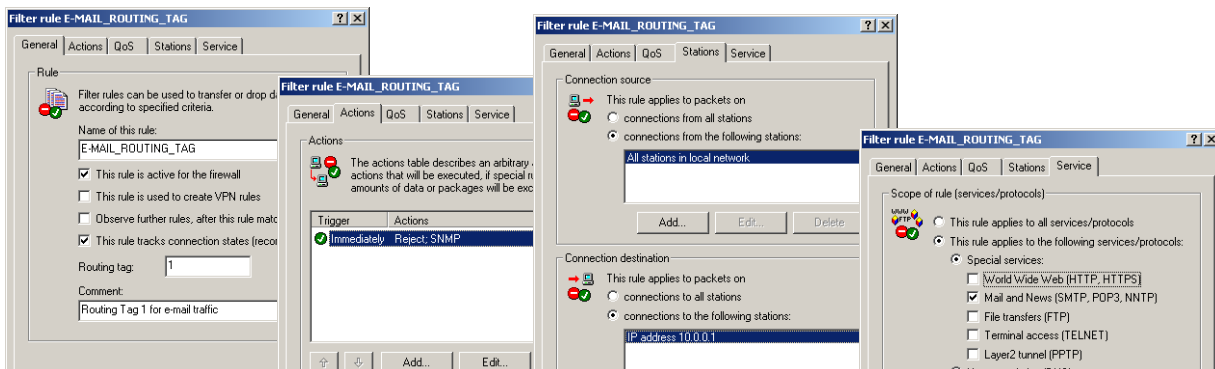 Filter rule E-MAIL_ROUTING_TAG
General Actions QoS Stations Service
Rule
Filter rules can be used to transfer or drop
according to specified criteria.
Name of this rule:
E-MAIL_ROUTING_TAG
This rule is active for the firewall
This rule is used to create VPN rules
Observe further rules, after this rule
This rule tracks connection states
Routing tag: 1
Comment:
Routing Tag 1 for e-mail traffic
Filter rule E-MAIL_ROUTING_TAG
General Actions QoS Stations Service
Actions
The actions table describes an arbitrary
actions that will be executed, if special
amounts of data or packages will be
Trigger Actions
Immediately Reject; SNMP
Add... Edit...
Filter rule E-MAIL_ROUTING_TAG
General Actions QoS Stations Service
Connection source
This rule applies to packets on
connections from all stations
connections from the following stations:
All stations in local network
Add... Edit... Delete
Connection destination
This rule applies to packets on
connections to all stations
connections to the following stations:
IP address 10.0.0.1
Filter rule E-MAIL_ROUTING_TAG
General Actions QoS Stations Service
Scope of rule (services/protocols)
WWW
FTP
This rule applies to all services/protocols
This rule applies to the following services/protocols:
Special services:
World Wide Web (HTTP, HTTPS)
Mail and News (SMTP, POP3, NNTP)
File transfers (FTP)
Terminal access (TELNET)
Layer2 tunnel (PPTP)